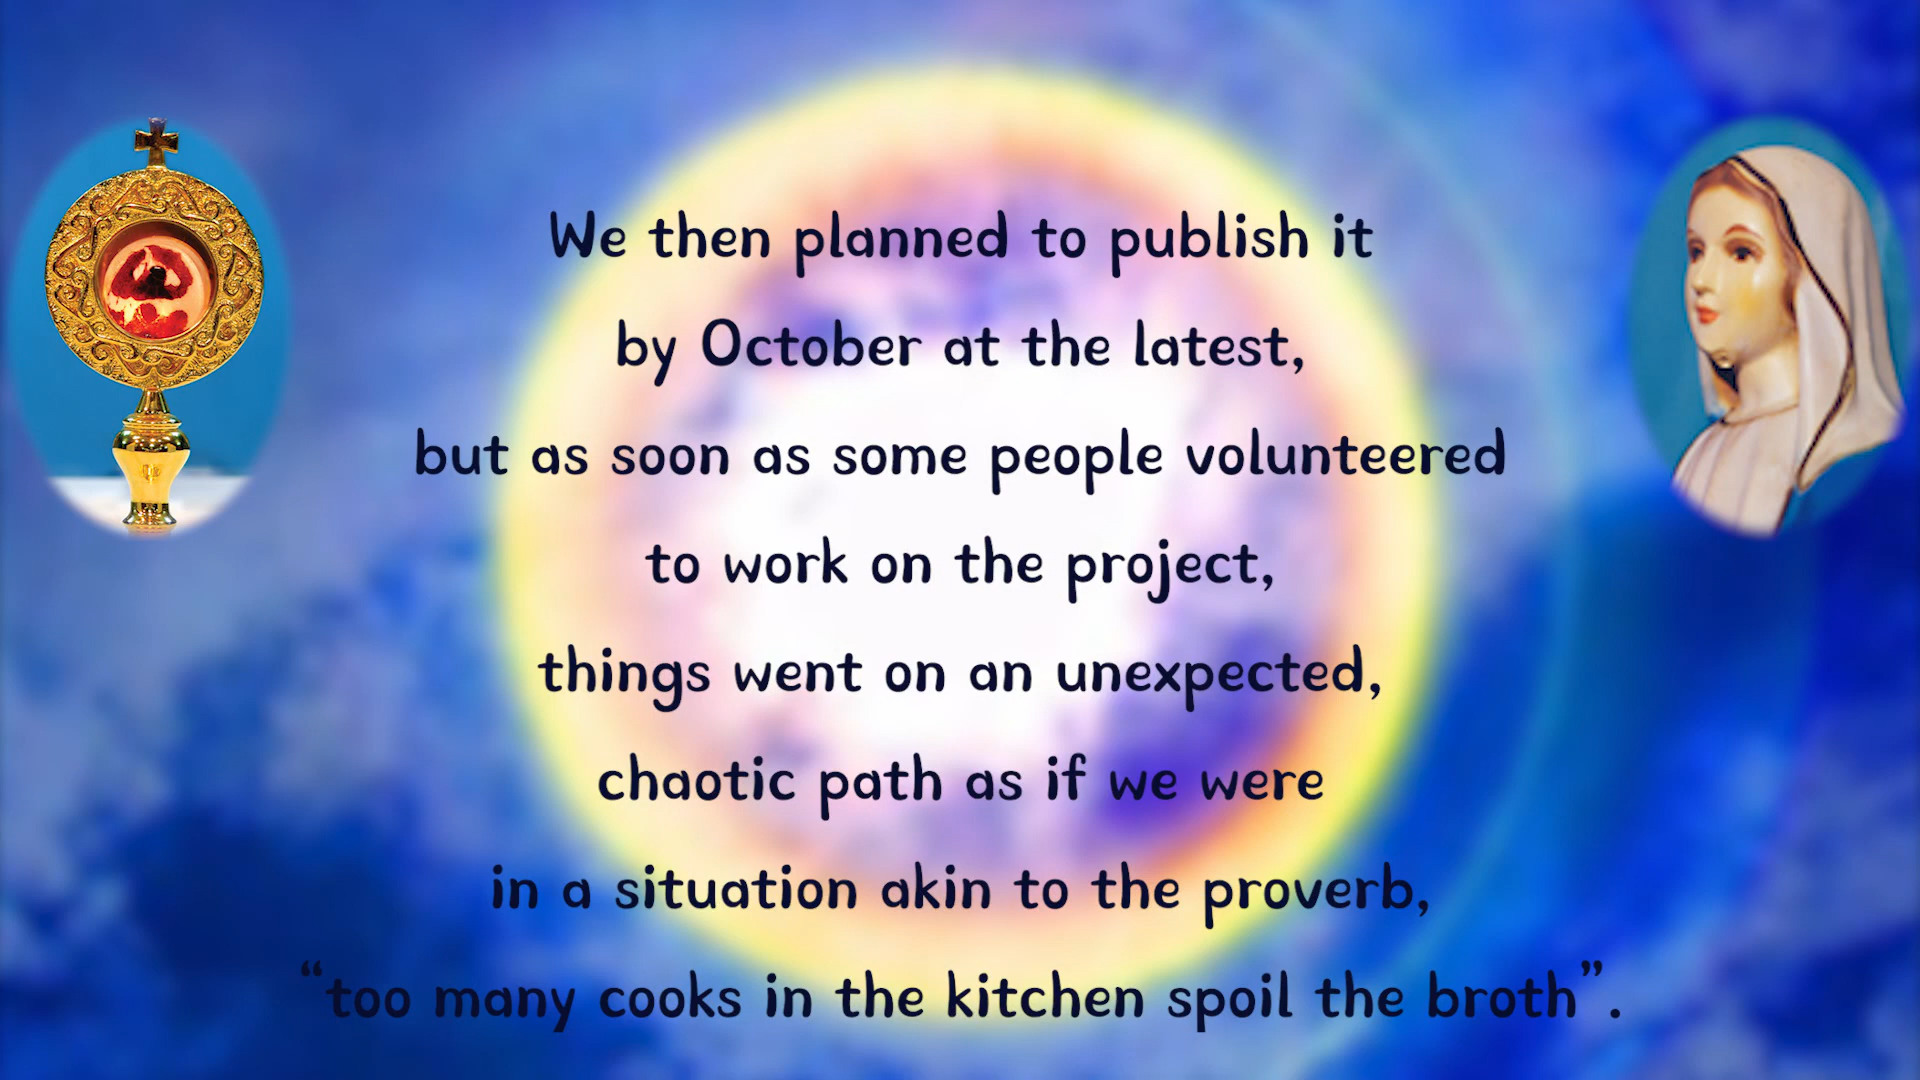 We then planned to publish it
by October at the latest,
but as soon as some people volunteered
to work on the project,
things went on an unexpected,
chaotic path as if we were
in a situation akin to the proverb,
“too many cooks in the kitchen spoil the broth”.